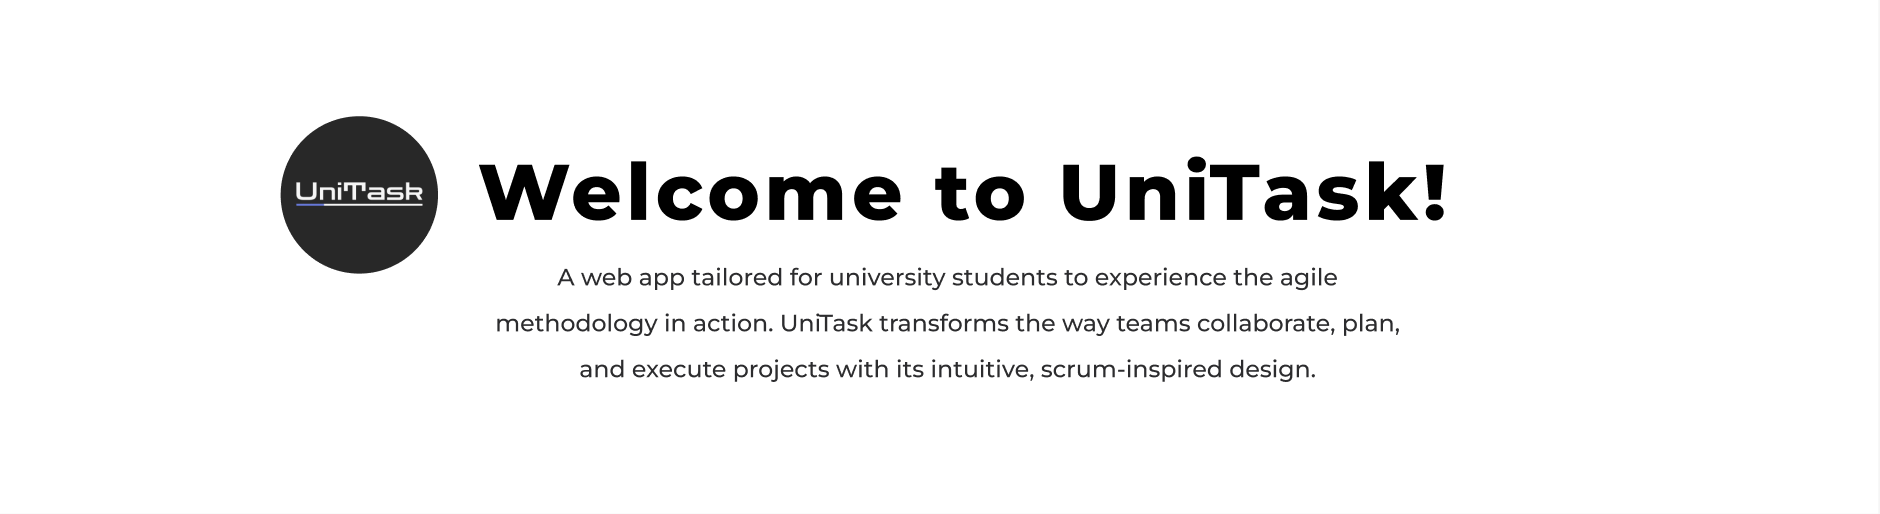 UniTask
Welcome to UniTask!
A web app tailored for university students to experience the agile
methodology in action. UniTask transforms the way teams collaborate, plan,
and execute projects with its intuitive, scrum-inspired design.